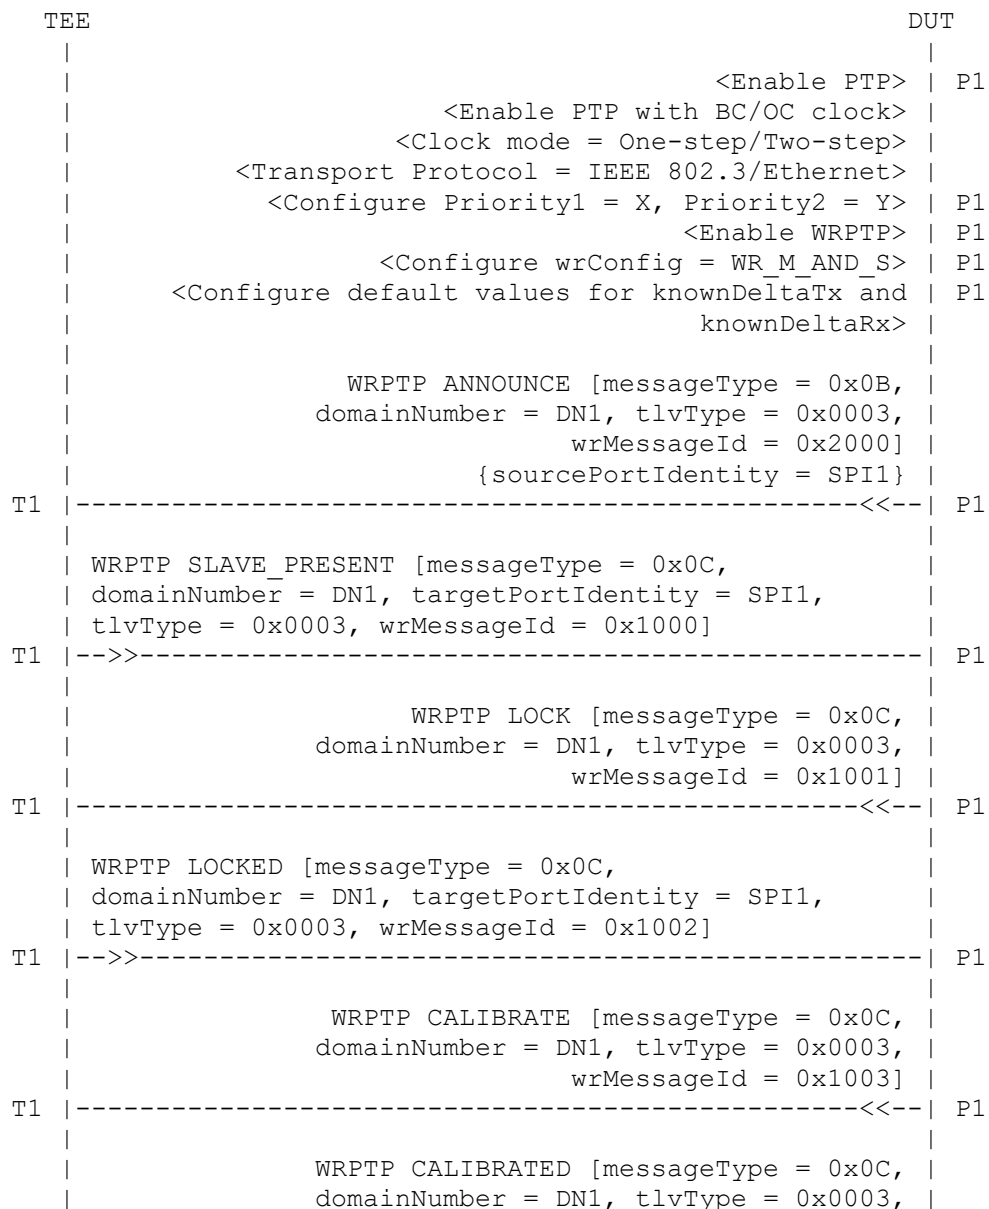 TEE                                                    DUT
    |                                                      |
    |                                        <Enable PTP> | P1
    |                       <Enable PTP with BC/OC clock> |
    |                    <Clock mode = One-step/Two-step> |
    |          <Transport Protocol = IEEE 802.3/Ethernet> |
    |            <Configure Priority1 = X, Priority2 = Y> | P1
    |                                      <Enable WRPTP> | P1
    |                   <Configure wrConfig = WR_M_AND_S> | P1
    |      <Configure default values for knownDeltaTx and | P1
    |                                       knownDeltaRx> |
    |                                                      |
    |                 WRPTP ANNOUNCE [messageType = 0x0B, |
    |               domainNumber = DN1, tlvType = 0x0003, |
    |                               wrMessageId = 0x2000] |
    |                         {sourcePortIdentity = SPI1} |
T1  |-------------------------------------------------<<--| P1
    |                                                      |
    | WRPTP SLAVE_PRESENT [messageType = 0x0C,             |
    | domainNumber = DN1, targetPortIdentity = SPI1,       |
    | tlvType = 0x0003, wrMessageId = 0x1000]              |
T1  |-->>-------------------------------------------------| P1
    |                                                      |
    |                     WRPTP LOCK [messageType = 0x0C, |
    |               domainNumber = DN1, tlvType = 0x0003, |
    |                               wrMessageId = 0x1001] |
T1  |-------------------------------------------------<<--| P1
    |                                                      |
    | WRPTP LOCKED [messageType = 0x0C,                    |
    | domainNumber = DN1, targetPortIdentity = SPI1,       |
    | tlvType = 0x0003, wrMessageId = 0x1002]              |
T1  |-->>-------------------------------------------------| P1
    |                                                      |
    |                WRPTP CALIBRATE [messageType = 0x0C, |
    |               domainNumber = DN1, tlvType = 0x0003, |
    |                               wrMessageId = 0x1003] |
T1  |-------------------------------------------------<<--| P1
    |                                                      |
    |               WRPTP CALIBRATED [messageType = 0x0C, |
    |               domainNumber = DN1, tlvType = 0x0003, |